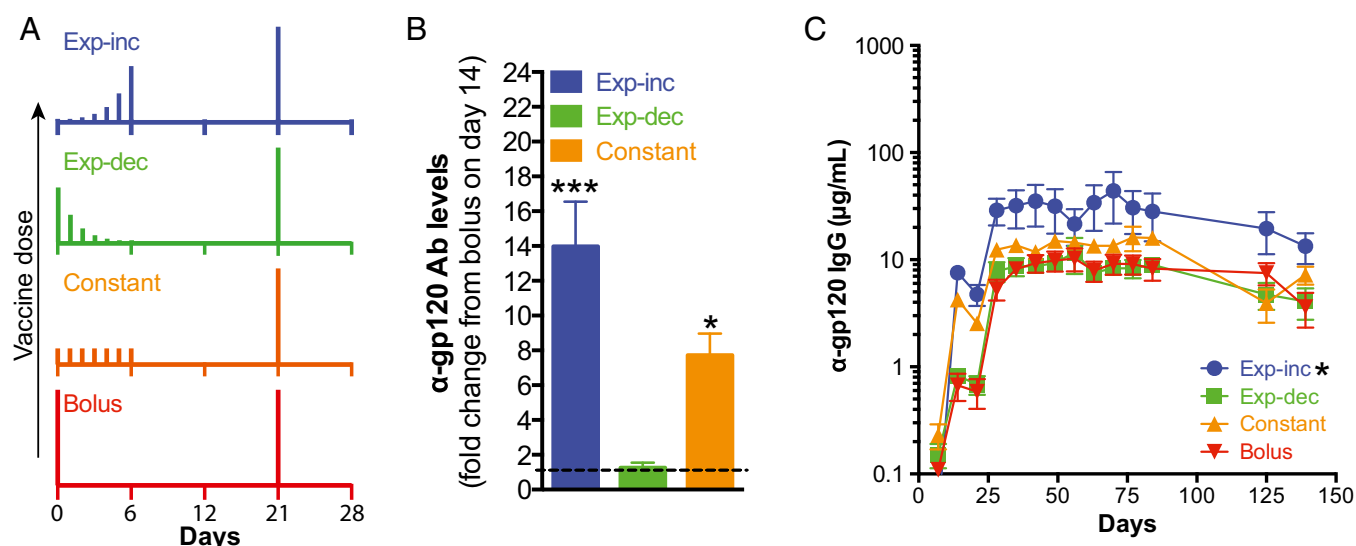 A
Exp-inc
Exp-dec
Constant
Bolus
Vaccine dose
0 6 12 21 28
Days
B
Exp-inc
Exp-dec
Constant
***
*
24
22
20
18
16
14
12
10
8
6
4
2
0
α-gp120 Ab levels
(fold change from bolus on day 14)
C
1000
100
10
1
0.1
α-gp120 IgG (µg/mL)
Exp-inc *
Exp-dec
Constant
Bolus
0 25 50 75 100 125 150
Days